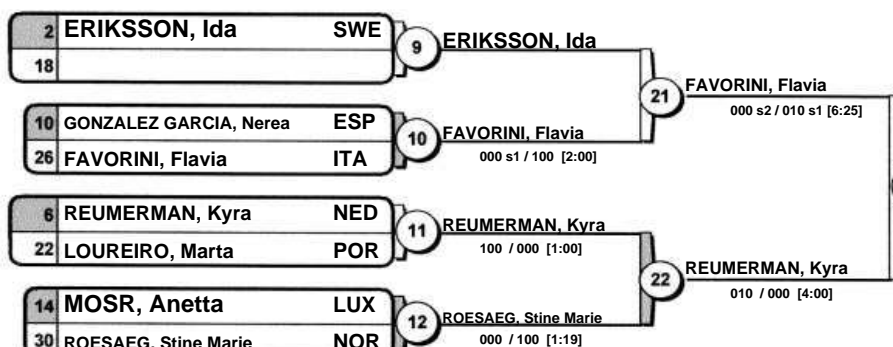 2 ERIKSSON, Ida SWE
18
9 ERIKSSON, Ida
10 GONZALEZ GARCIA, Nerea ESP
26 FAVORINI, Flavia ITA
10 FAVORINI, Flavia
000 s1 / 100 [2:00]
21 FAVORINI, Flavia
000 s2 / 010 s1 [6:25]
6 REUMERMAN, Kyra NED
22 LOUREIRO, Marta POR
11 REUMERMAN, Kyra
100 / 000 [1:00]
14 MOSR, Anetta LUX
30 ROESAEG, Stine Marie NOR
12 ROESAEG, Stine Marie
000 / 100 [1:19]
22 REUMERMAN, Kyra
010 / 000 [4:00]